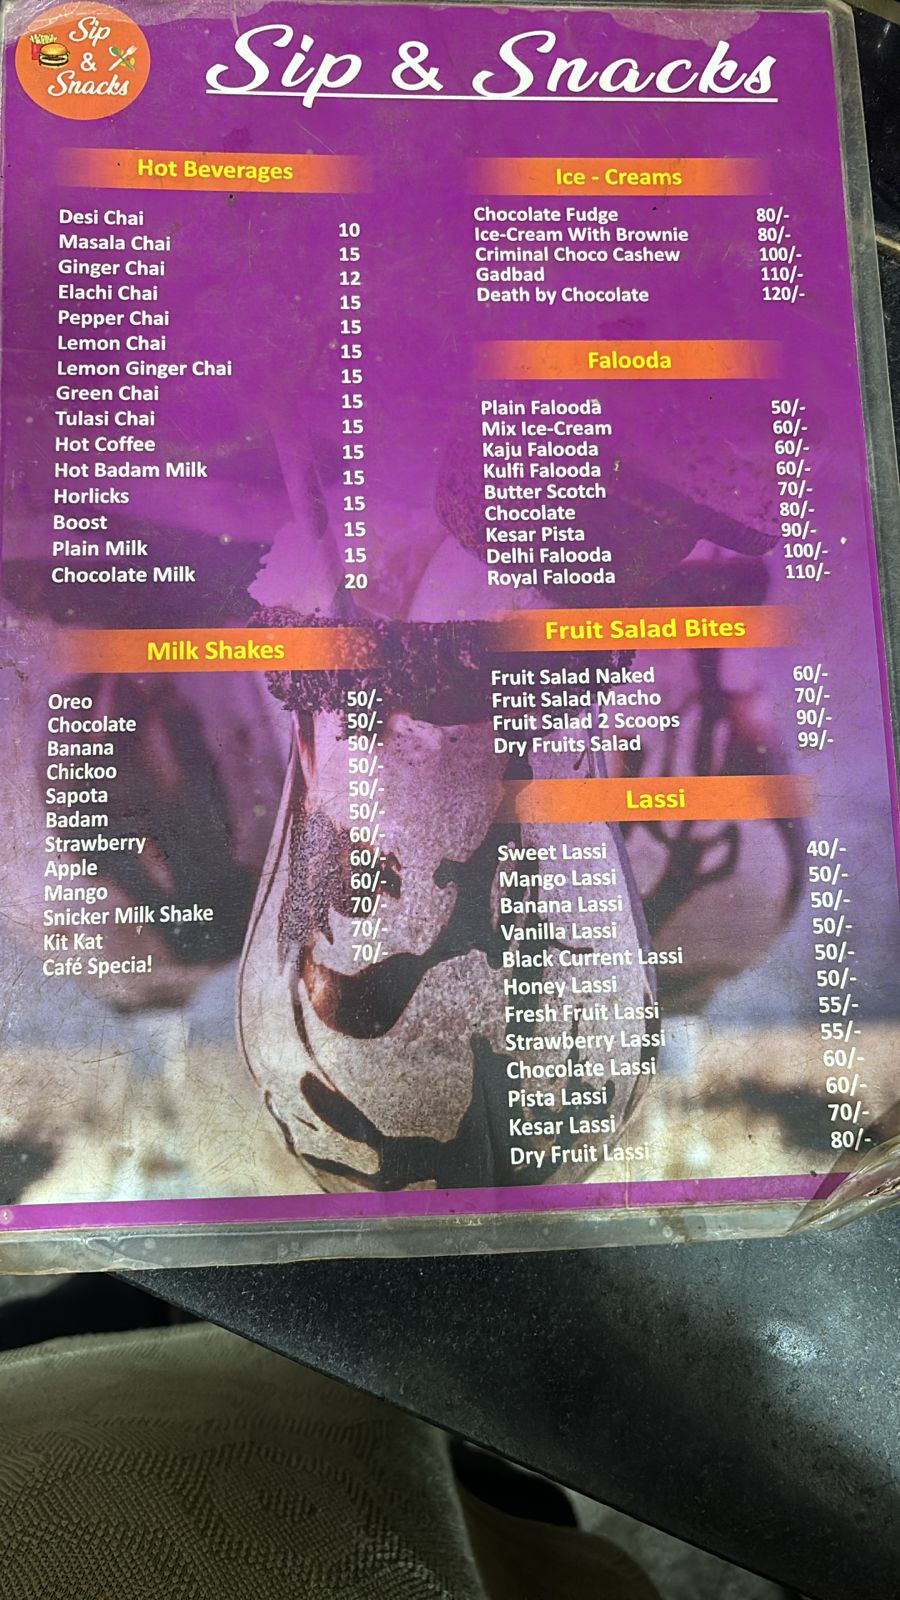 Sip
&
Snacks
Sip & Snacks
Hot Beverages
Desi Chai 10
Masala Chai 15
Ginger Chai 12
Elachi Chai 15
Pepper Chai 15
Lemon Chai 15
Lemon Ginger Chai 15
Green Chai 15
Tulasi Chai 15
Hot Coffee 15
Hot Badam Milk 15
Horlicks 15
Boost 15
Plain Milk 15
Chocolate Milk 20
Milk Shakes
Oreo 50/-
Chocolate 50/-
Banana 50/-
Chickoo 50/-
Sapota 50/-
Badam 50/-
Strawberry 60/-
Apple 60/-
Mango 60/-
Snicker Milk Shake 70/-
Kit Kat 70/-
Café Special 70/-
Ice - Creams
Chocolate Fudge 80/-
Ice-Cream With Brownie 80/-
Criminal Choco Cashew 100/-
Gadbad 110/-
Death by Chocolate 120/-
Falooda
Plain Falooda 50/-
Mix Ice-Cream 60/-
Kaju Falooda 60/-
Kulfi Falooda 60/-
Butter Scotch 70/-
Chocolate 80/-
Kesar Pista 90/-
Delhi Falooda 100/-
Royal Falooda 110/-
Fruit Salad Bites
Fruit Salad Naked 60/-
Fruit Salad Macho 70/-
Fruit Salad 2 Scoops 90/-
Dry Fruits Salad 99/-
Lassi
Sweet Lassi 40/-
Mango Lassi 50/-
Banana Lassi 50/-
Vanilla Lassi 50/-
Black Current Lassi 50/-
Honey Lassi 50/-
Fresh Fruit Lassi 55/-
Strawberry Lassi 55/-
Chocolate Lassi 60/-
Pista Lassi 60/-
Kesar Lassi 70/-
Dry Fruit Lassi 80/-